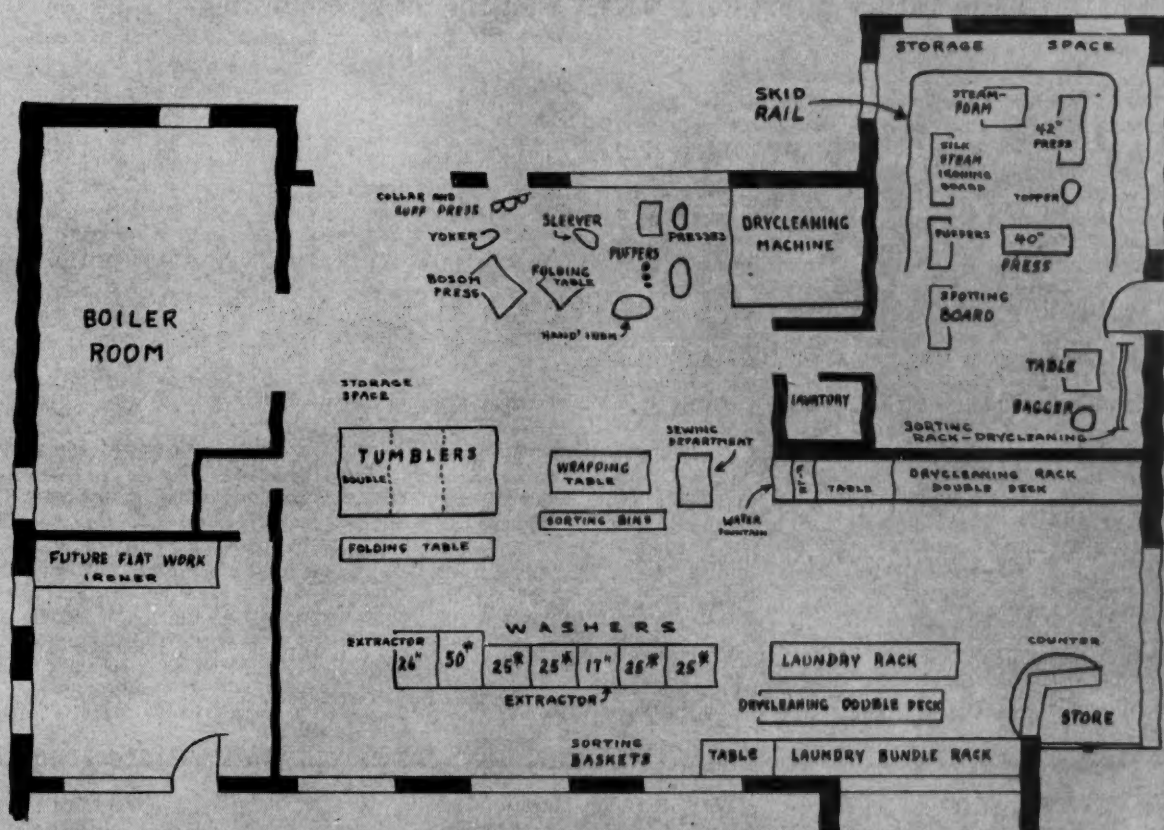 STORAGE SPACE
SKID
RAIL
STEAM-
FOAM
42"
PRESS
SILK
STEAM
IRONING
BOARD
TOPPER
PUFFERS
40"
PRESS
SPOTTING
BOARD
TABLE
BAGGER
SORTING
RACK-DRYCLEANING
COLLAR AND
CUFF PRESS
SLEEVER
YOKER
PRESSES
PUFFERS
BOSOM
PRESS
FOLDING
TABLE
HAND IRON
DRYCLEANING
MACHINE
BOILER
ROOM
STORAGE
SPACE
LAVATORY
TUMBLERS
DOUBLE
WRAPPING
TABLE
SEWING
DEPARTMENT
SORTING BINS
WATER
FOUNTAIN
TABLE
DRYCLEANING RACK
DOUBLE DECK
FOLDING TABLE
FUTURE FLAT WORK
IRONER
WASHERS
EXTRACTOR
26"
50#
25#
25#
17"
25#
25#
EXTRACTOR
LAUNDRY RACK
DRYCLEANING DOUBLE DECK
COUNTER
STORE
SORTING
BASKETS
TABLE
LAUNDRY BUNDLE RACK